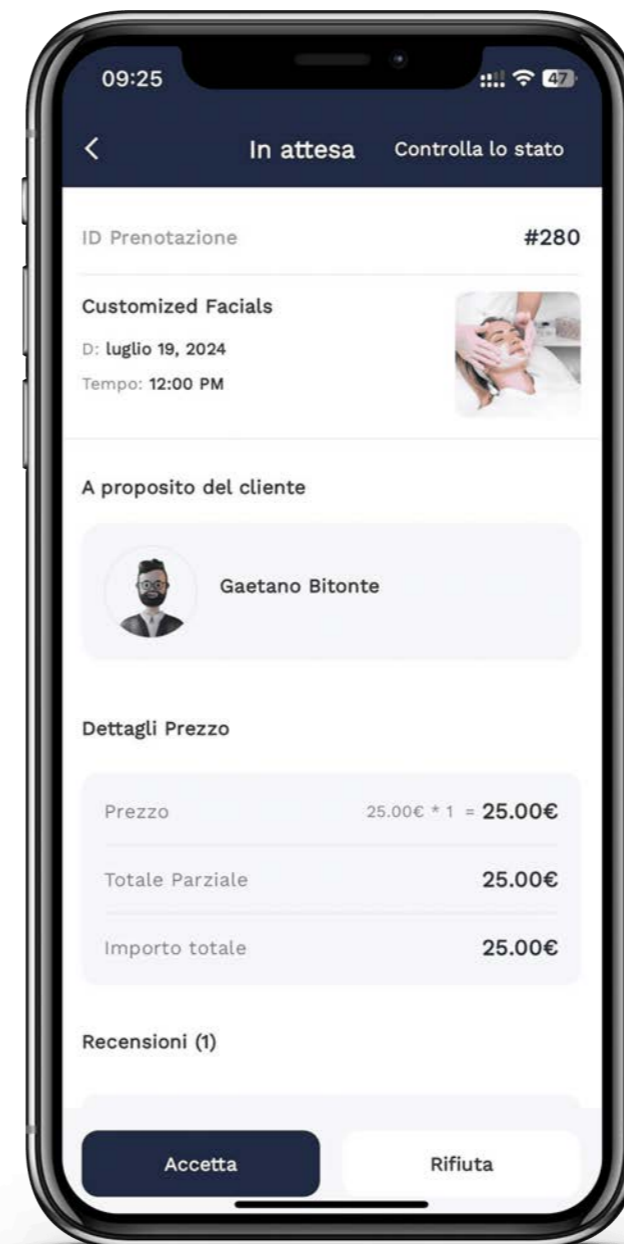 09:25
47
In attesa Controlla lo stato
ID Prenotazione #280
Customized Facials
D: luglio 19, 2024
Tempo: 12:00 PM
A proposito del cliente
Gaetano Bitonte
Dettagli Prezzo
Prezzo 25.00€ * 1 = 25.00€
Totale Parziale 25.00€
Importo totale 25.00€
Recensioni (1)
Accetta Rifiuta